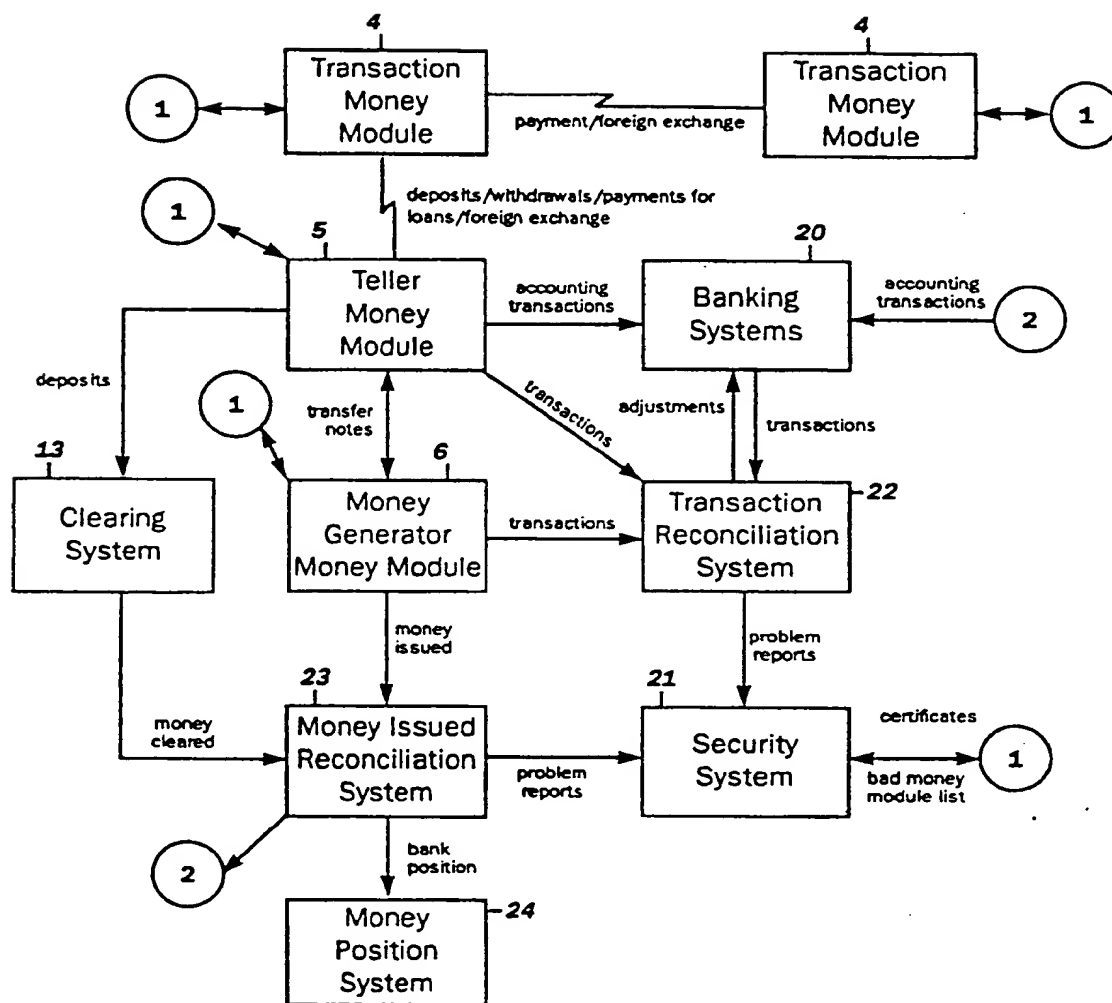 4
4
Transaction
Money
Module
Transaction
Money
Module
1
1
payment/foreign exchange
deposits/withdrawals/payments for
loans/foreign exchange
1
5
20
Teller
Money
Module
accounting
transactions
Banking
Systems
accounting
transactions
2
deposits
1
transfer
notes
transactions
adjustments
transactions
13
6
22
Clearing
System
Money
Generator
Money Module
transactions
Transaction
Reconciliation
System
money
issued
problem
reports
23
21
money
cleared
Money Issued
Reconciliation
System
problem
reports
Security
System
certificates
1
bad money
module list
2
bank
position
24
Money
Position
System